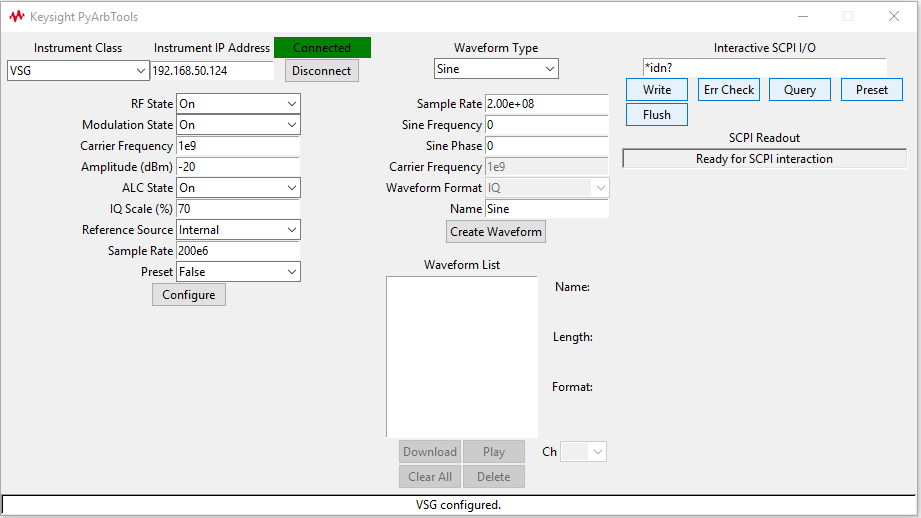 Keysight PyArbTools
Instrument Class Instrument IP Address Connected
VSG 192.168.50.124 Disconnect
RF State On
Modulation State On
Carrier Frequency 1e9
Amplitude (dBm) -20
ALC State On
IQ Scale (%) 70
Reference Source Internal
Sample Rate 200e6
Preset False
Configure
Waveform Type
Sine
Sample Rate 2.00e+08
Sine Frequency 0
Sine Phase 0
Carrier Frequency 1e9
Waveform Format IQ
Name Sine
Create Waveform
Waveform List
Name:
Length:
Format:
Download Play Ch
Clear All Delete
Interactive SCPI I/O
*idn?
Write Err Check Query Preset
Flush
SCPI Readout
Ready for SCPI interaction
VSG configured.